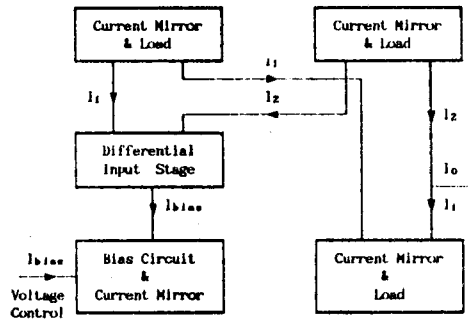 Current Mirror
& Load
Current Mirror
& Load
I1
I1
I2
I2
Differential
Input Stage
Io
I1
Ibias
Ibias
Voltage
Control
Bias Circuit
&
Current Mirror
Current Mirror
&
Load